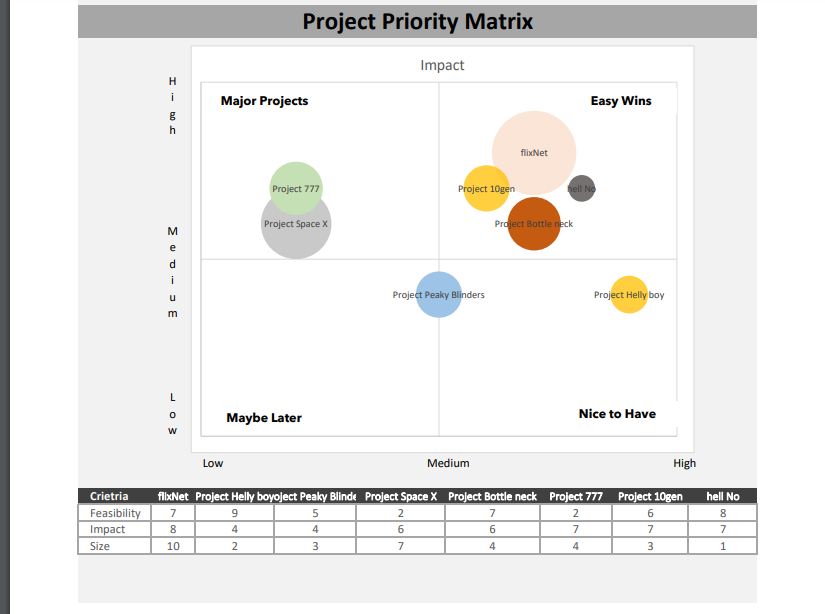 Project Priority Matrix
Impact
High
Major Projects
Easy Wins
flixNet
Project 777
Project 10gen
hell No
Project Space X
Project Bottle neck
Medium
Project Peaky Blinders
Project Helly boy
Low
Maybe Later
Nice to Have
Low Medium High
Crietria flixNet Project Helly boyoject Peaky Blinde Project Space X Project Bottle neck Project 777 Project 10gen hell No
Feasibility 7 9 5 2 7 2 6 8
Impact 8 4 4 6 6 7 7 7
Size 10 2 3 7 4 4 3 1